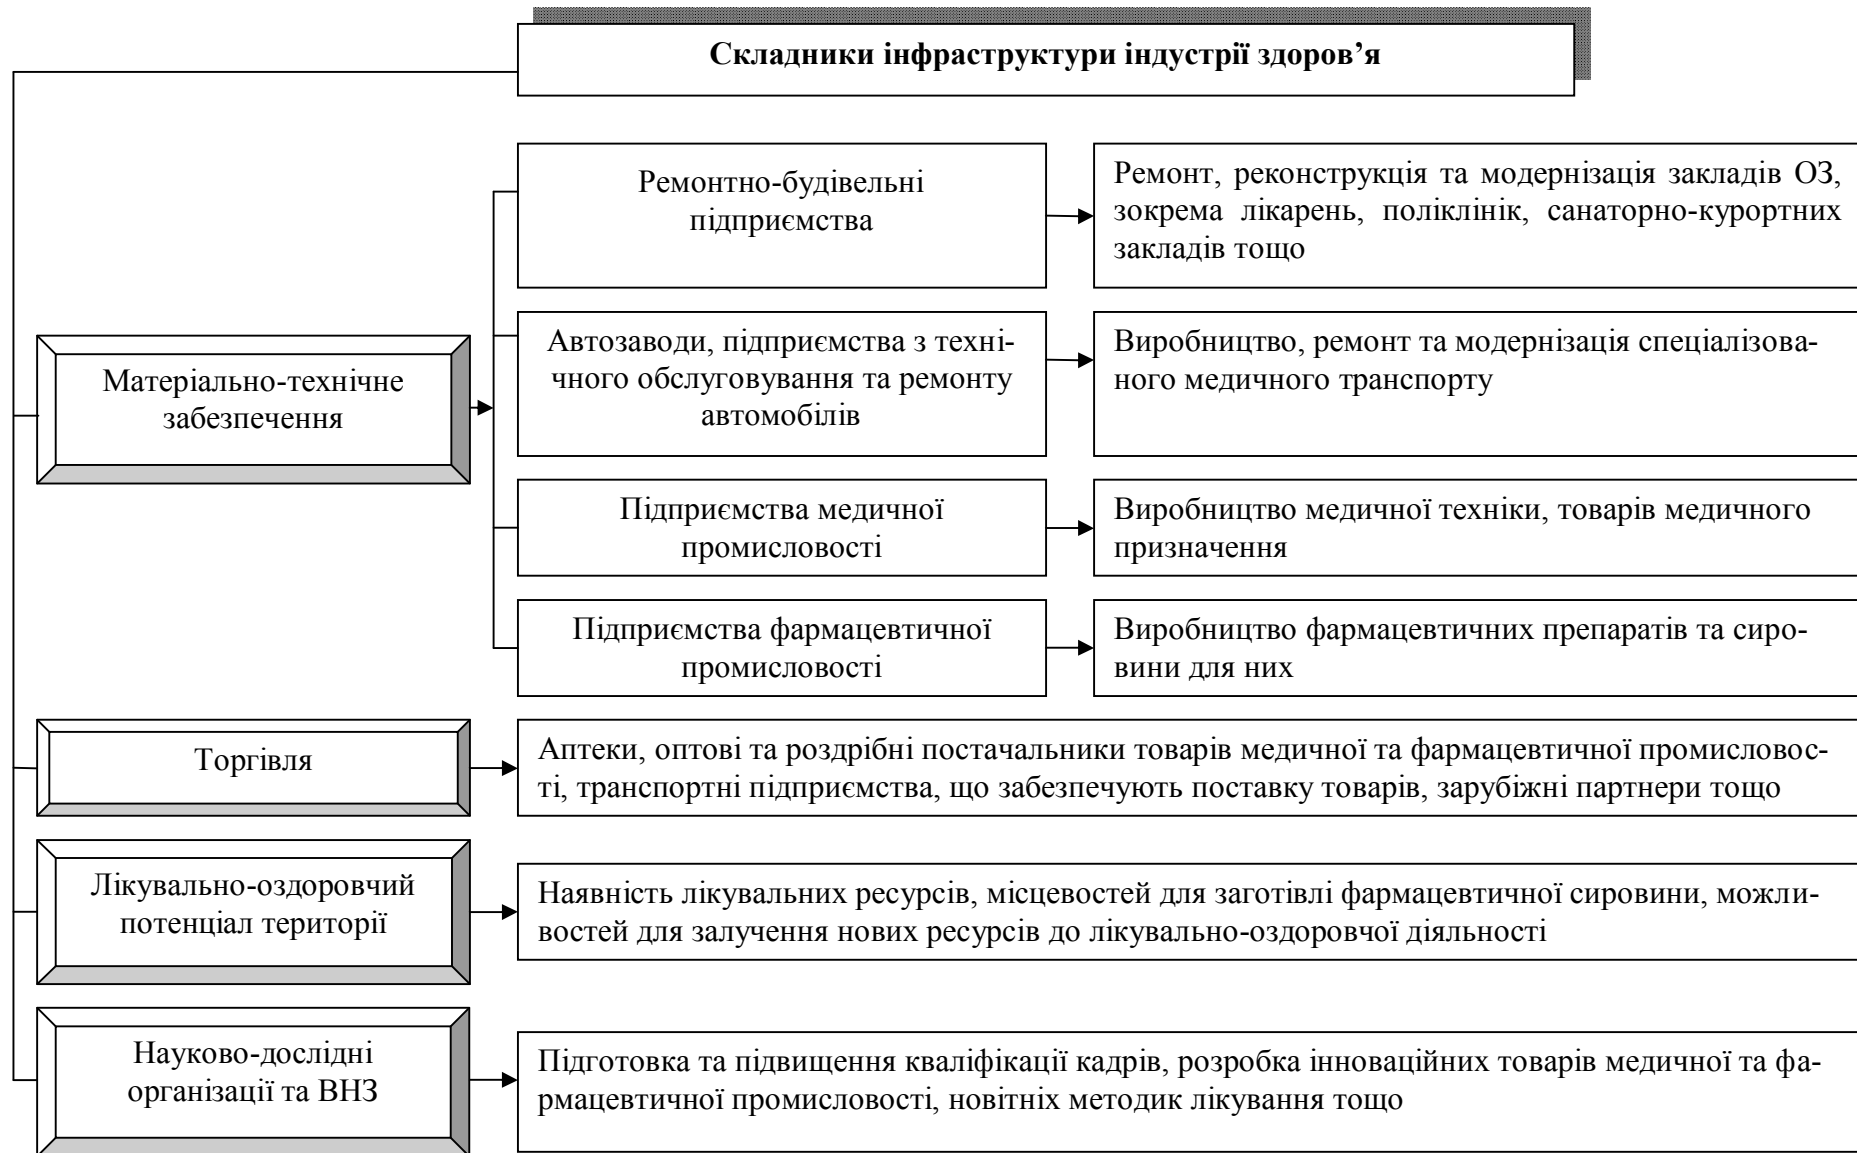 Складники інфраструктури індустрії здоров’я
Матеріально-технічне
забезпечення
Ремонтно-будівельні
підприємства
Ремонт, реконструкція та модернізація закладів ОЗ,
зокрема лікарень, поліклінік, санаторно-курортних
закладів тощо
Автозаводи, підприємства з техні-
чного обслуговування та ремонту
автомобілів
Виробництво, ремонт та модернізація спеціалізова-
ного медичного транспорту
Підприємства медичної
промисловості
Виробництво медичної техніки, товарів медичного
призначення
Підприємства фармацевтичної
промисловості
Виробництво фармацевтичних препаратів та сиро-
вини для них
Торгівля
Аптеки, оптові та роздрібні постачальники товарів медичної та фармацевтичної промисловос-
ті, транспортні підприємства, що забезпечують поставку товарів, зарубіжні партнери тощо
Лікувально-оздоровчий
потенціал території
Наявність лікувальних ресурсів, місцевостей для заготівлі фармацевтичної сировини, можли-
востей для залучення нових ресурсів до лікувально-оздоровчої діяльності
Науково-дослідні
організації та ВНЗ
Підготовка та підвищення кваліфікації кадрів, розробка інноваційних товарів медичної та фа-
рмацевтичної промисловості, новітніх методик лікування тощо